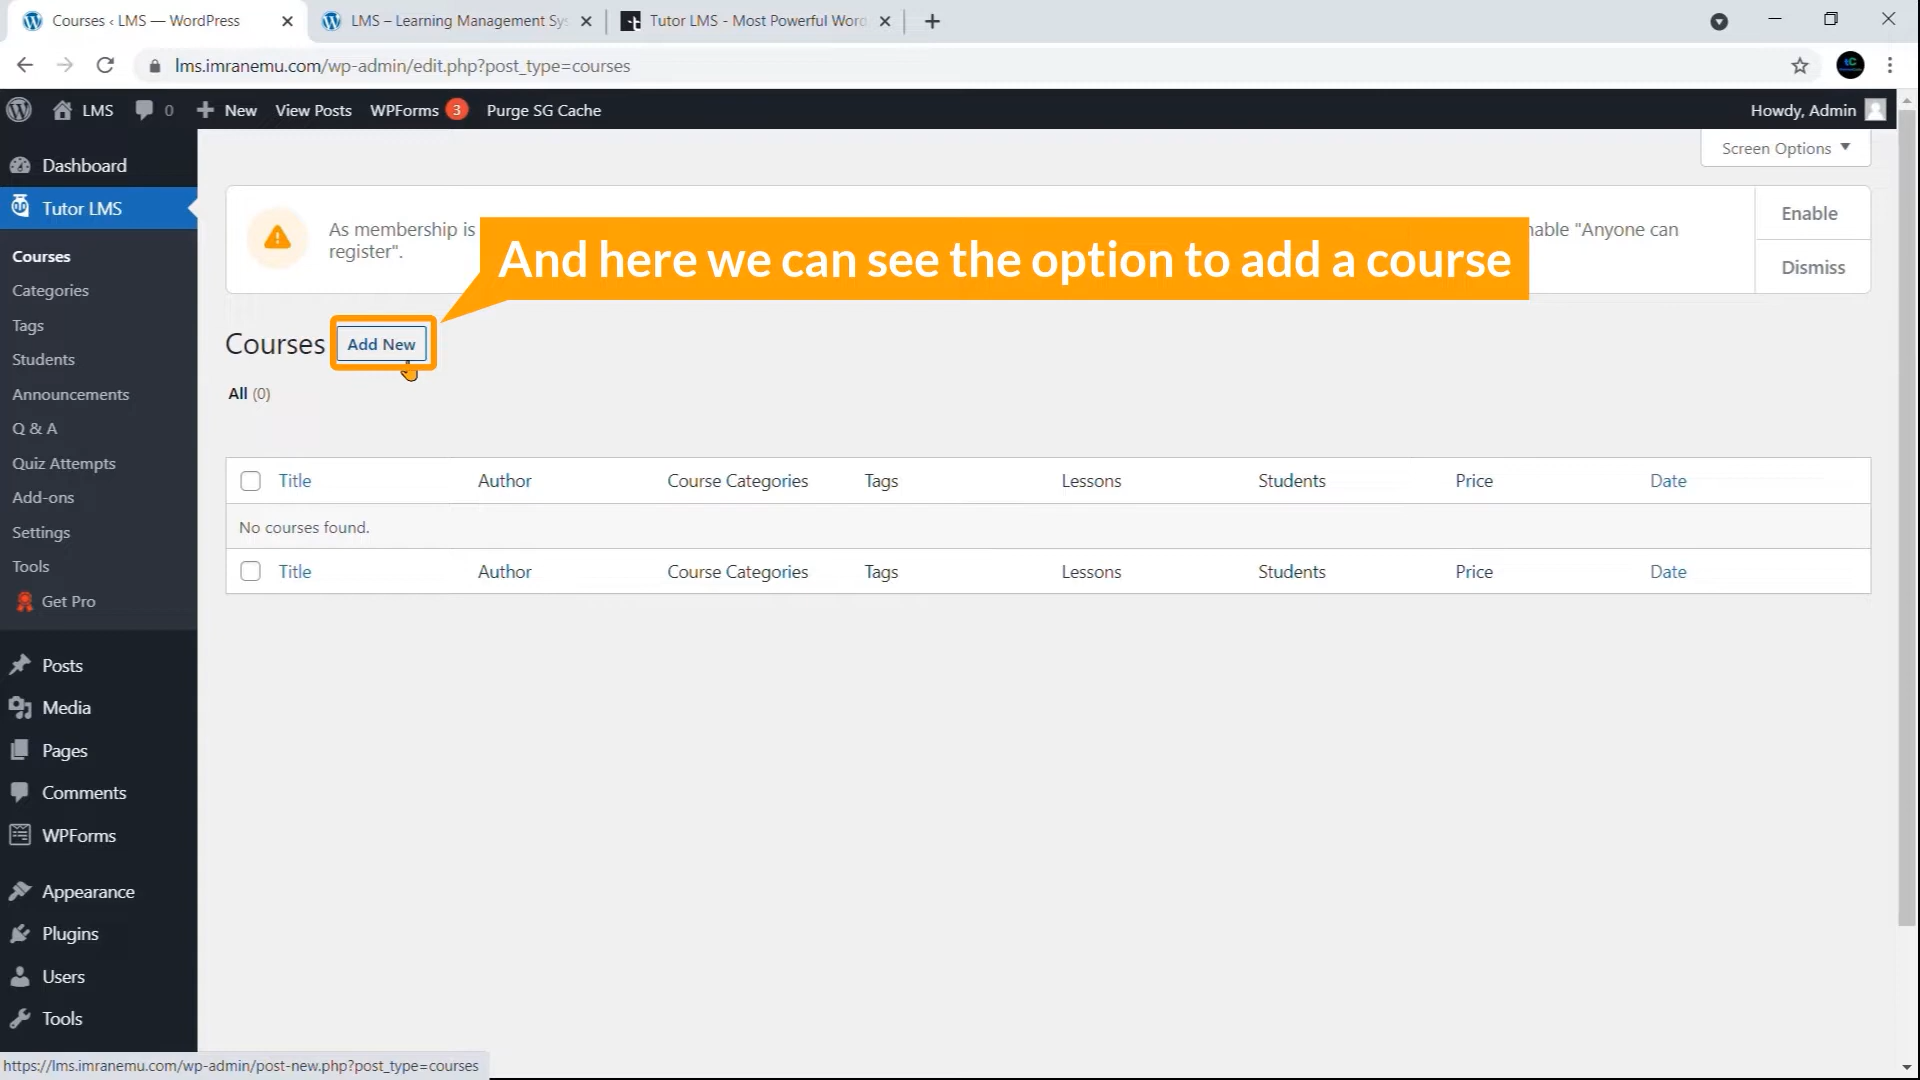 Courses ‹ LMS — WordPress
LMS – Learning Management Sy
Tutor LMS - Most Powerful Word
lms.imranemu.com/wp-admin/edit.php?post_type=courses
LMS
0
New
View Posts
WPForms 3
Purge SG Cache
Howdy, Admin
Screen Options
Dashboard
Tutor LMS
Courses
Categories
Tags
Students
Announcements
Q & A
Quiz Attempts
Add-ons
Settings
Tools
Get Pro
Posts
Media
Pages
Comments
WPForms
Appearance
Plugins
Users
Tools
As membership is
nable "Anyone can
register".
Enable
Dismiss
And here we can see the option to add a course
Courses
Add New
All (0)
Title Author Course Categories Tags Lessons Students Price Date
No courses found.
Title Author Course Categories Tags Lessons Students Price Date
https://lms.imranemu.com/wp-admin/post-new.php?post_type=courses